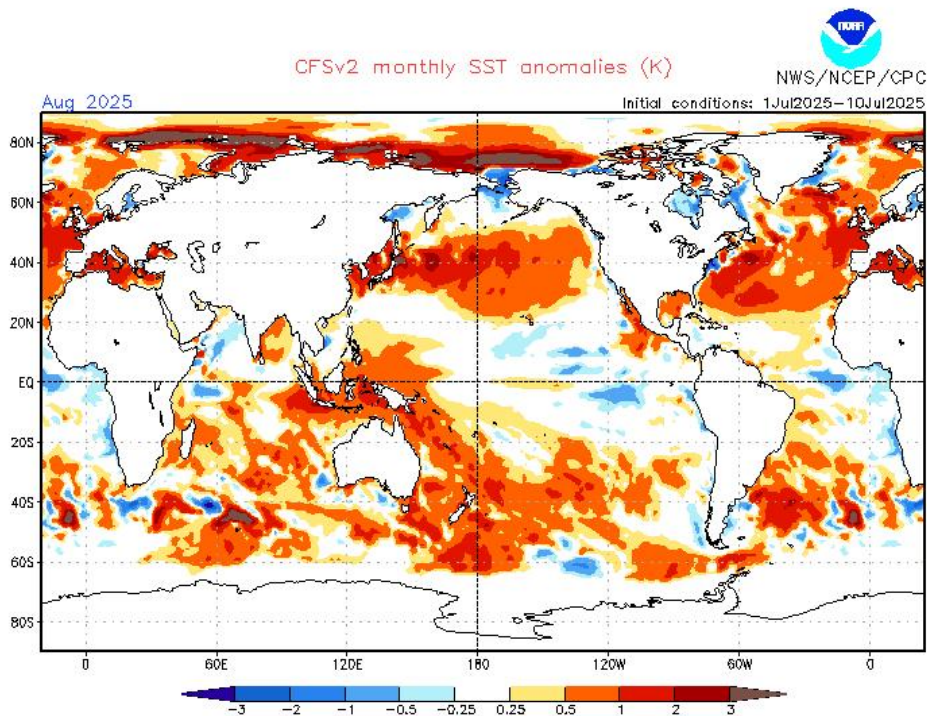 NOAA
CFSv2 monthly SST anomalies (K)
NWS/NCEP/CPC
Aug 2025
Initial conditions: 1Jul2025-10Jul2025
80N
60N
40N
20N
EQ
20S
40S
60S
80S
0 60E 120E 180 120W 60W 0
-3 -2 -1 -0.5 -0.25 0.25 0.5 1 2 3